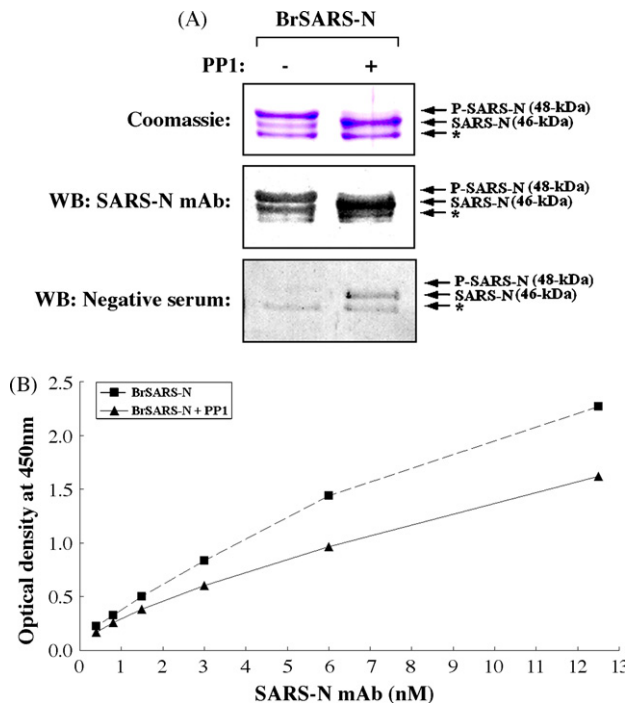 (A)
BrSARS-N
PP1: - +
Coomassie:
P-SARS-N (48-kDa)
SARS-N (46-kDa)
*
WB: SARS-N mAb:
P-SARS-N (48-kDa)
SARS-N (46-kDa)
*
WB: Negative serum:
P-SARS-N (48-kDa)
SARS-N (46-kDa)
*
(B)
2.5
2.0
1.5
1.0
0.5
0.0
Optical density at 450nm
BrSARS-N
BrSARS-N + PP1
0 1 2 3 4 5 6 7 8 9 10 11 12 13
SARS-N mAb (nM)